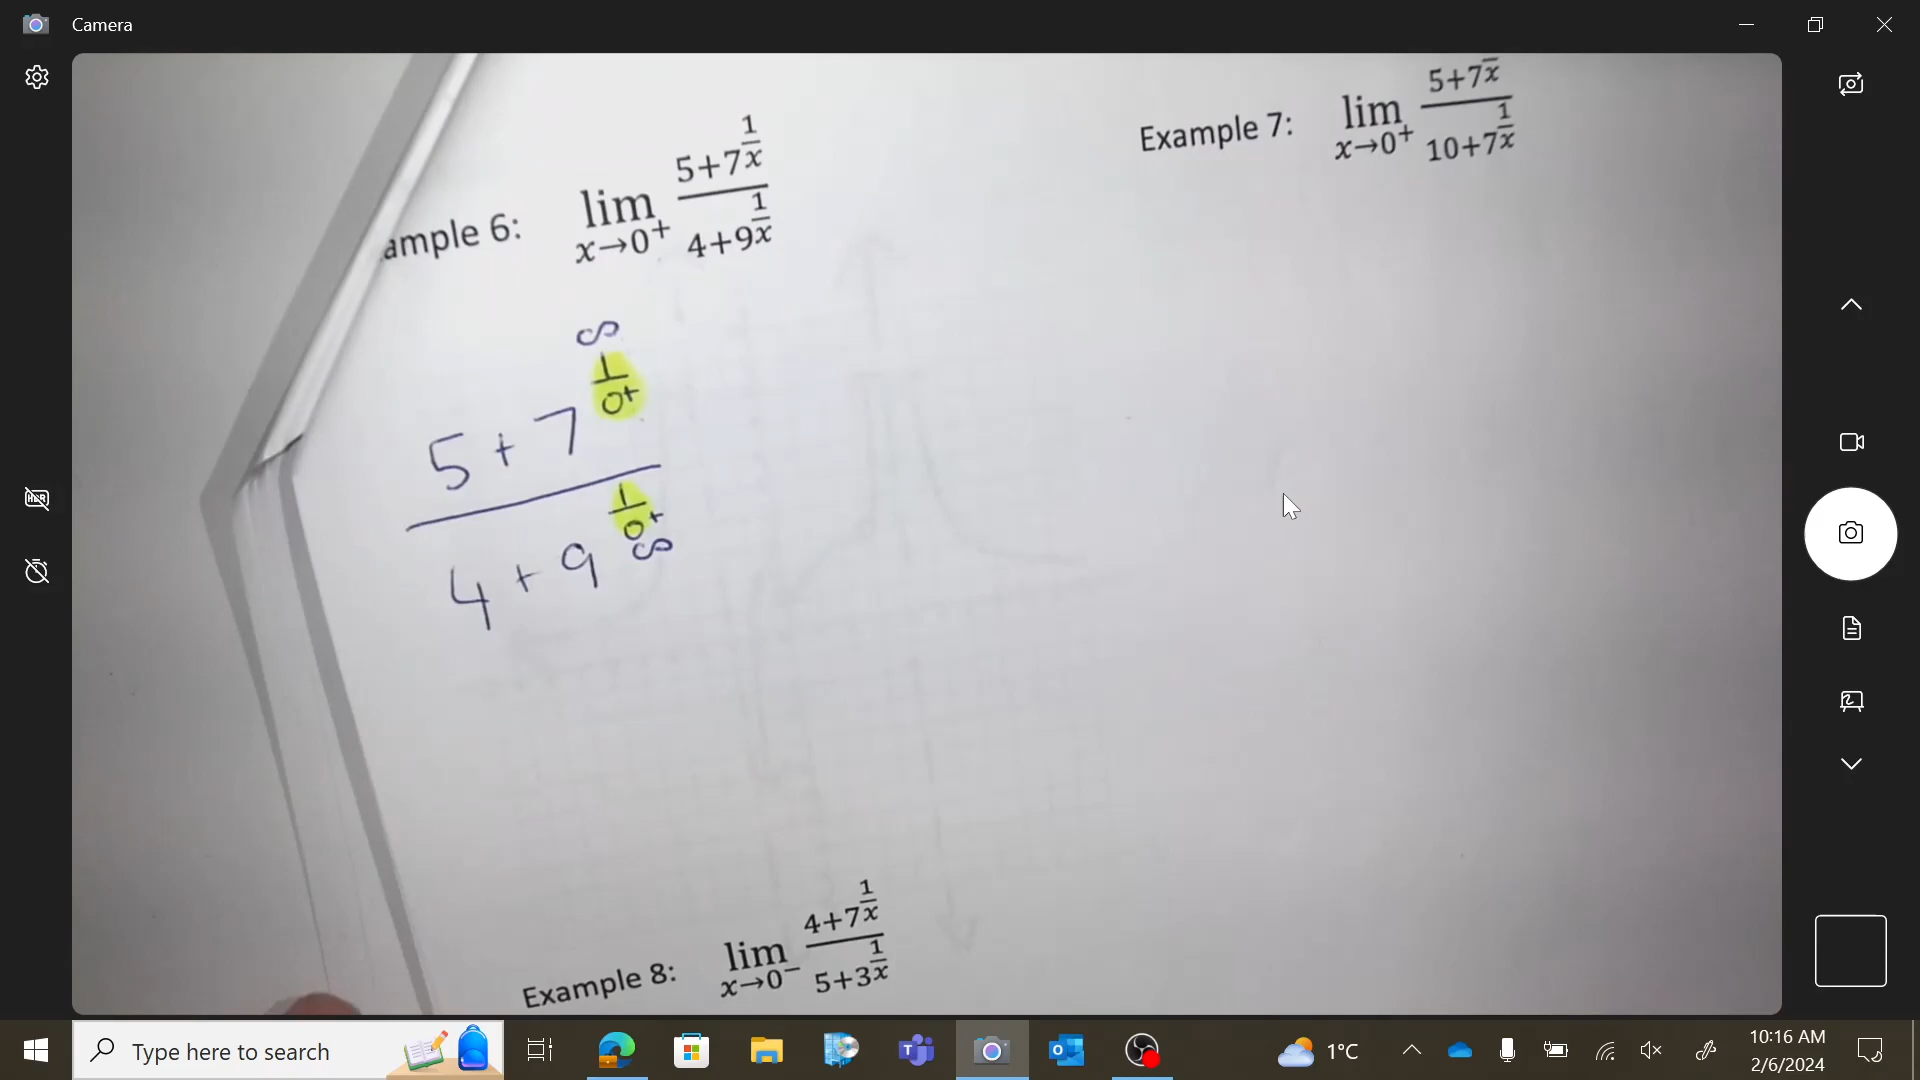 Camera
ample 6: lim x→0⁺ (5+7^(1/x))/(4+9^(1/x))
Example 7: lim x→0⁺ (5+7^(1/x))/(10+7^(1/x))
∞
5 + 7^(1/0⁺)
4 + 9^(1/0⁺)
∞
Example 8: lim x→0⁻ (4+7^(1/x))/(5+3^(1/x))
Type here to search
1°C
10:16 AM
2/6/2024